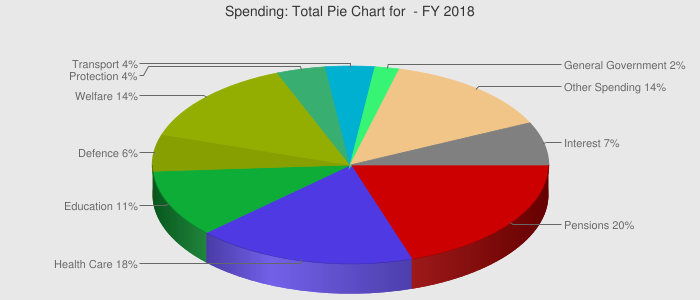 Spending: Total Pie Chart for  - FY 2018
Transport 4%
Protection 4%
Welfare 14%
Defence 6%
Education 11%
Health Care 18%
General Government 2%
Other Spending 14%
Interest 7%
Pensions 20%